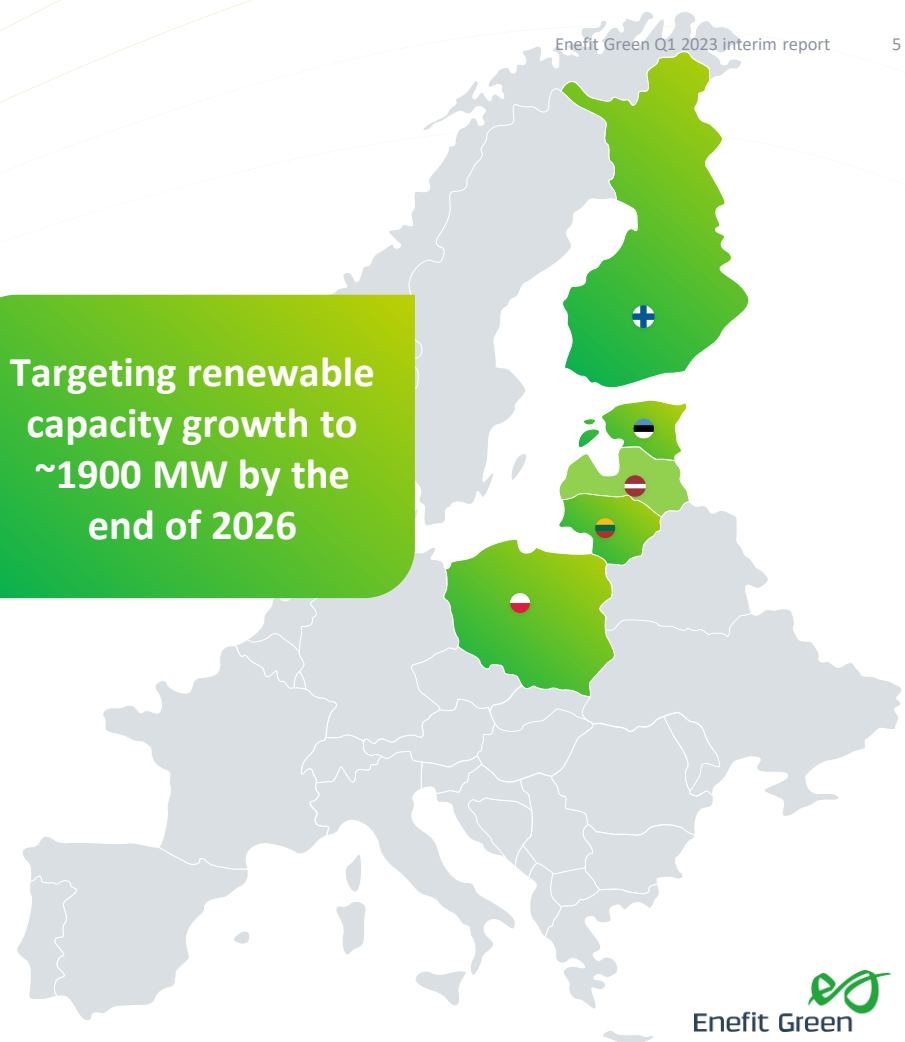 Enefit Green Q1 2023 interim report 5
Targeting renewable
capacity growth to
~1900 MW by the
end of 2026
Enefit Green